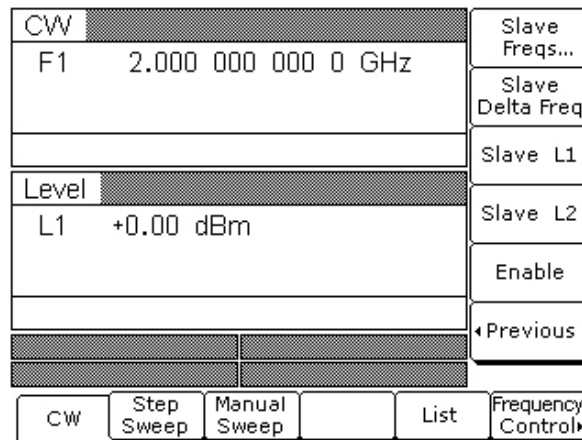 CW
F1 2.000 000 000 0 GHz
Level
L1 +0.00 dBm
Slave
Freqs...
Slave
Delta Freq
Slave L1
Slave L2
Enable
Previous
CW
Step
Sweep
Manual
Sweep
List
Frequency
Control